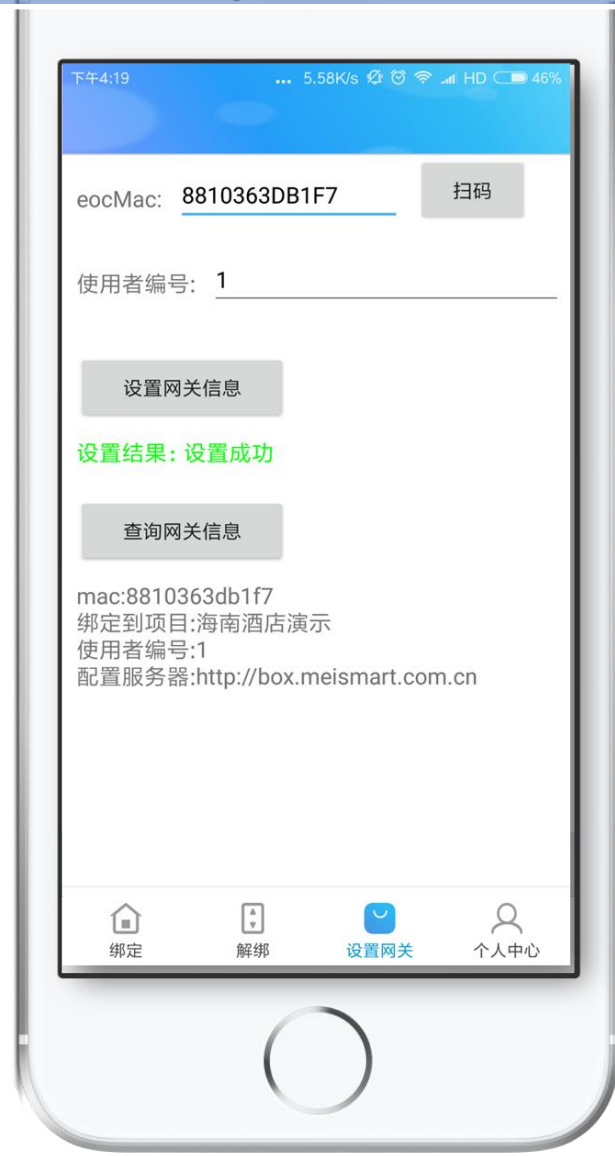 下午4:19 ... 5.58K/s HD 46%
eocMac: 8810363DB1F7 扫码
使用者编号: 1
设置网关信息
设置结果: 设置成功
查询网关信息
mac:8810363db1f7
绑定到项目:海南酒店演示
使用者编号:1
配置服务器:http://box.meismart.com.cn
绑定 解绑 设置网关 个人中心